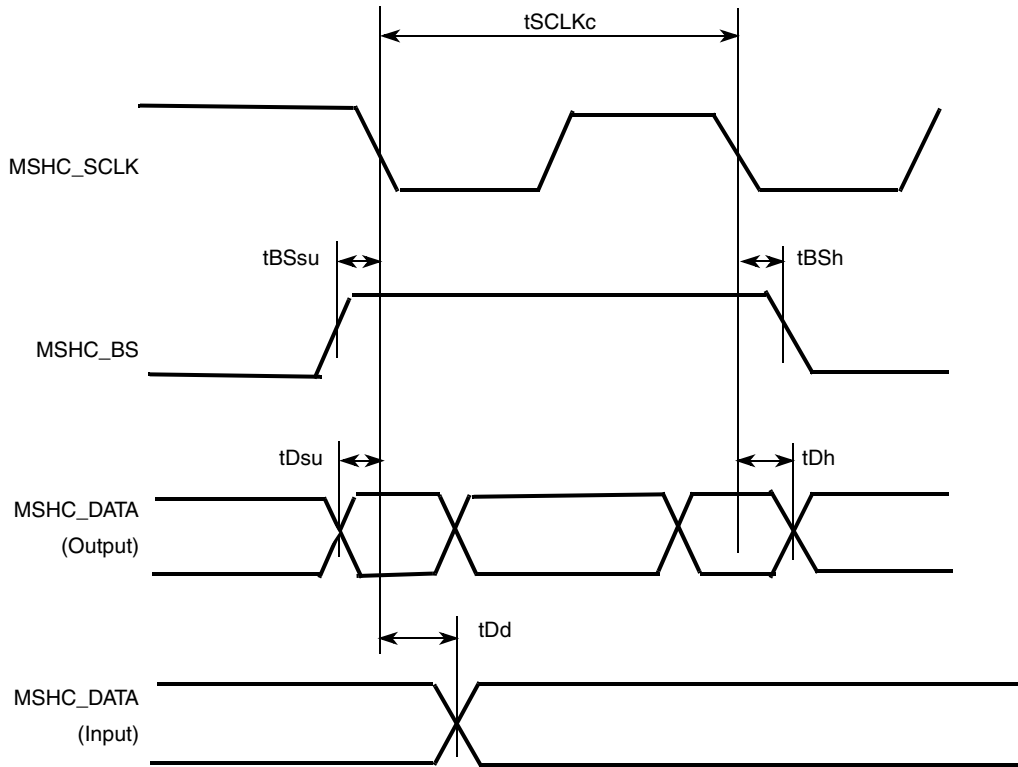 tSCLKc
MSHC_SCLK
tBSsu
tBSh
MSHC_BS
tDsu
tDh
MSHC_DATA
(Output)
tDd
MSHC_DATA
(Input)